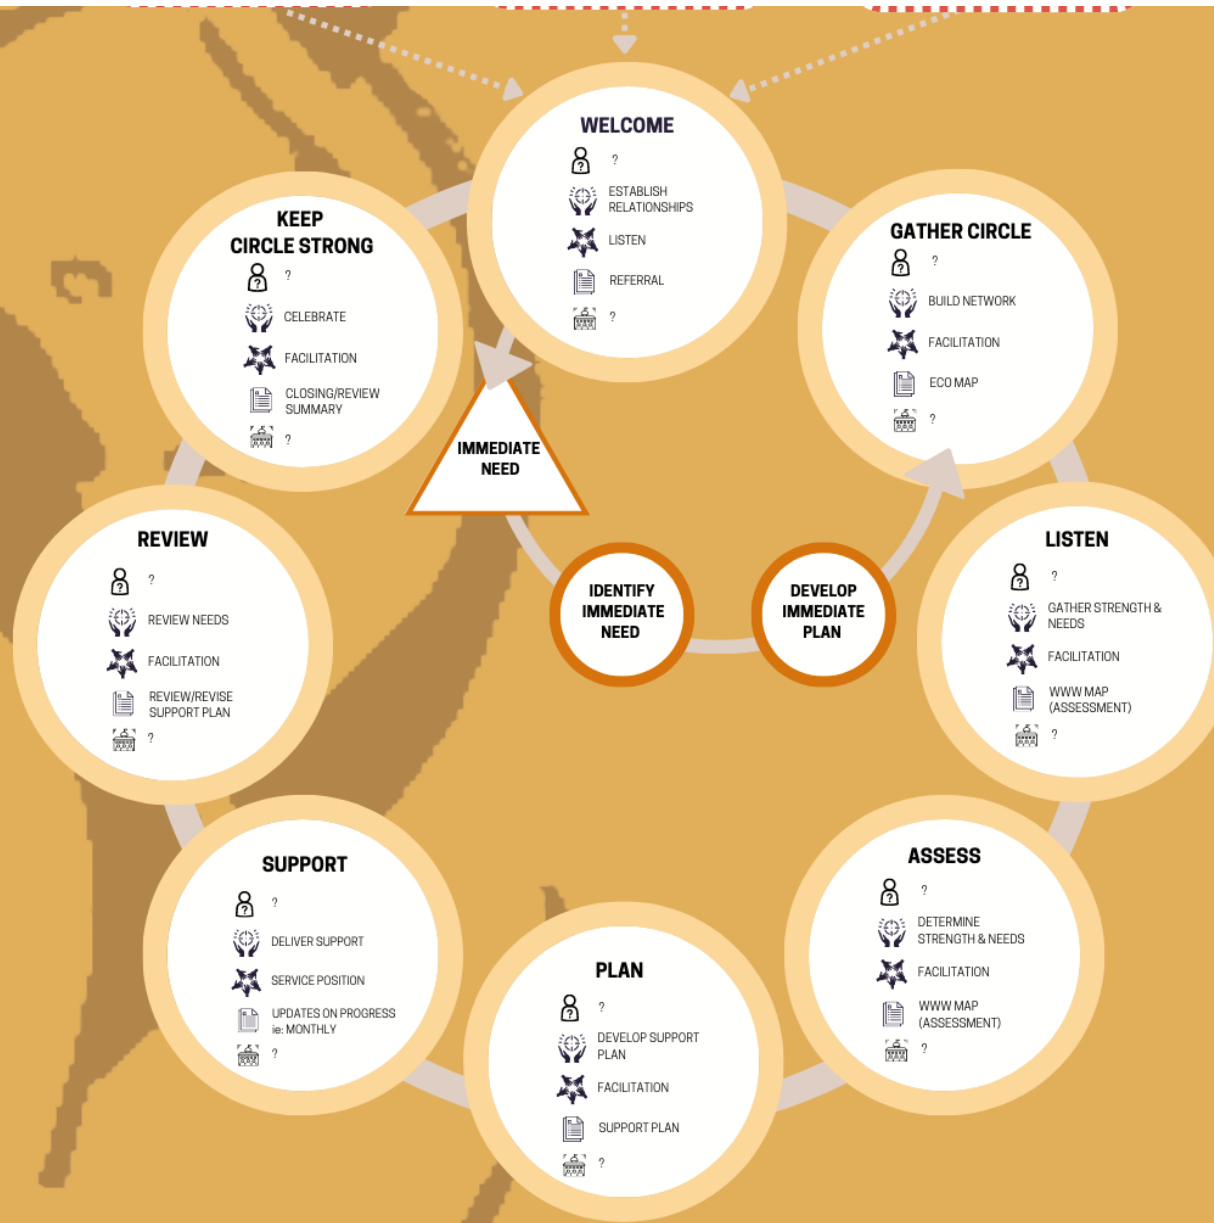 WELCOME
?
ESTABLISH
RELATIONSHIPS
LISTEN
REFERRAL
?
GATHER CIRCLE
?
BUILD NETWORK
FACILITATION
ECO MAP
?
LISTEN
?
GATHER STRENGTH &
NEEDS
FACILITATION
WWW MAP
(ASSESSMENT)
?
ASSESS
?
DETERMINE
STRENGTH & NEEDS
FACILITATION
WWW MAP
(ASSESSMENT)
?
PLAN
?
DEVELOP SUPPORT
PLAN
FACILITATION
SUPPORT PLAN
?
SUPPORT
?
DELIVER SUPPORT
SERVICE POSITION
UPDATES ON PROGRESS
ie: MONTHLY
?
REVIEW
?
REVIEW NEEDS
FACILITATION
REVIEW/REVISE
SUPPORT PLAN
?
KEEP
CIRCLE STRONG
?
CELEBRATE
FACILITATION
CLOSING/REVIEW
SUMMARY
?
IMMEDIATE
NEED
IDENTIFY
IMMEDIATE
NEED
DEVELOP
IMMEDIATE
PLAN